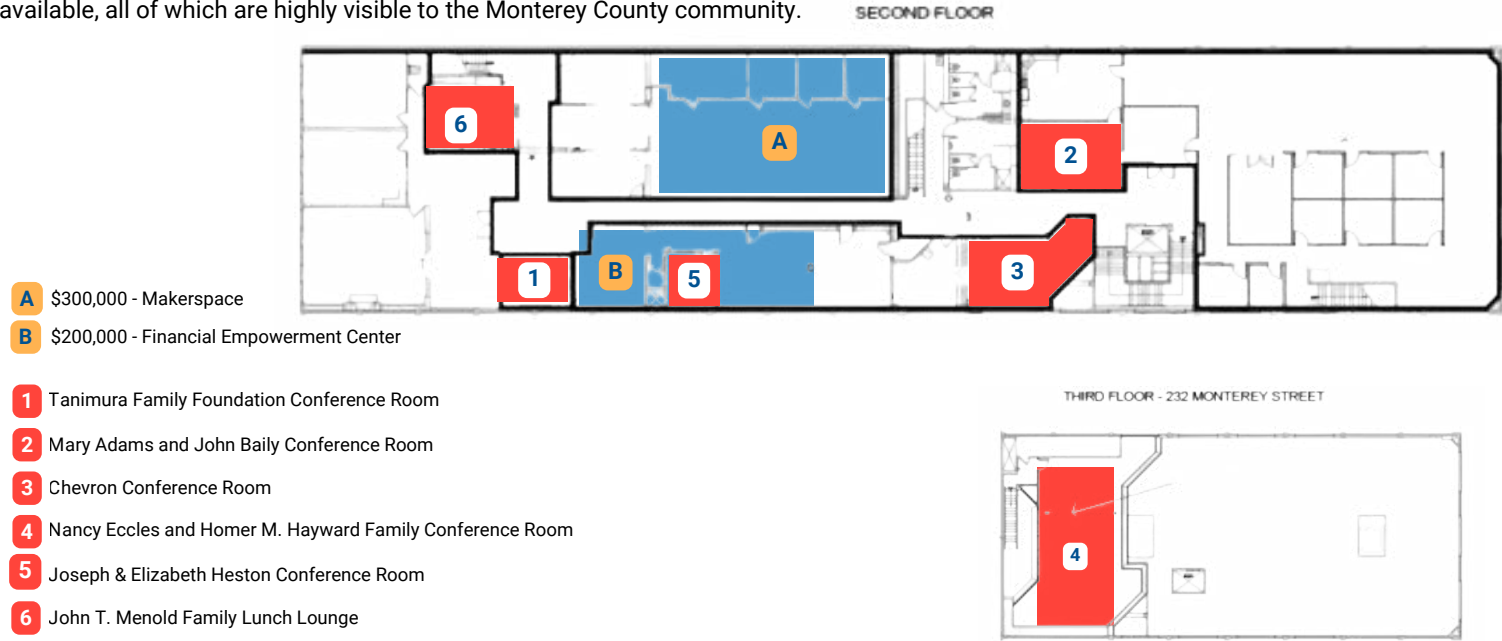 available, all of which are highly visible to the Monterey County community.
SECOND FLOOR
6
A
2
1
B
5
3
A $300,000 - Makerspace
B $200,000 - Financial Empowerment Center
1 Tanimura Family Foundation Conference Room
2 Mary Adams and John Baily Conference Room
3 Chevron Conference Room
4 Nancy Eccles and Homer M. Hayward Family Conference Room
5 Joseph & Elizabeth Heston Conference Room
6 John T. Menold Family Lunch Lounge
THIRD FLOOR - 232 MONTEREY STREET
4